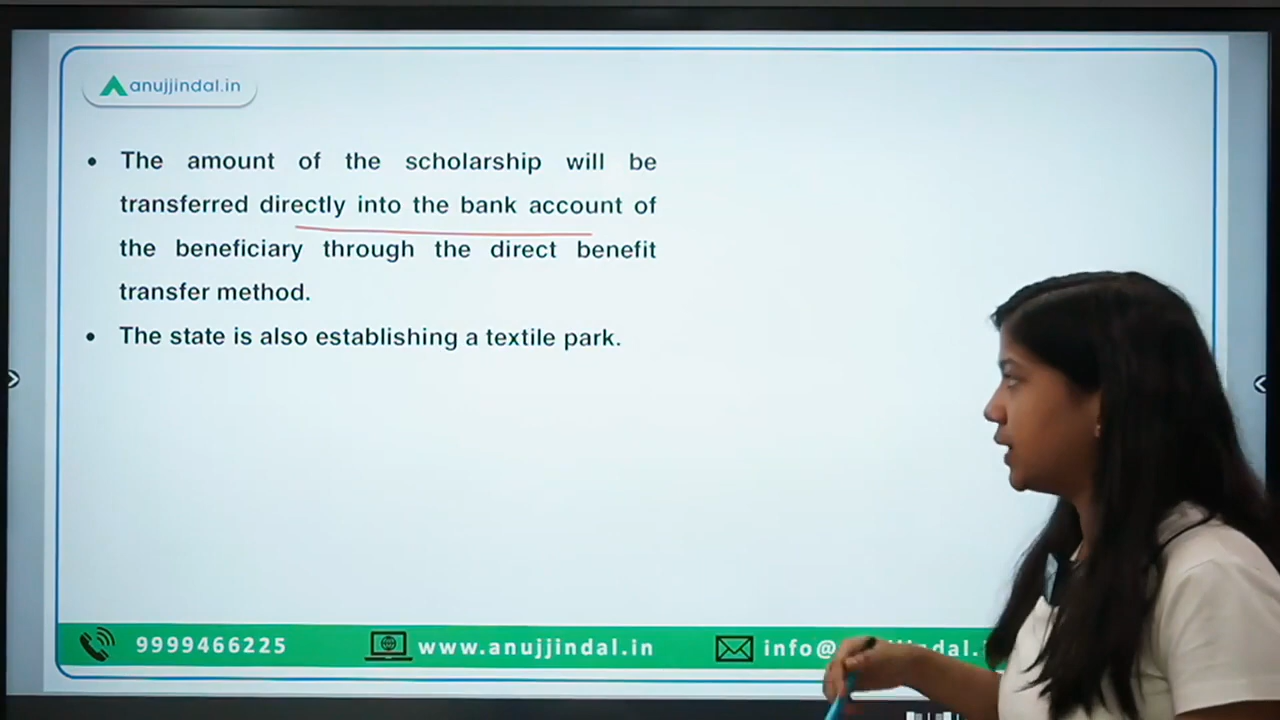 anujjindal.in
• The amount of the scholarship will be
transferred directly into the bank account of
the beneficiary through the direct benefit
transfer method.
• The state is also establishing a textile park.
9999466225 www.anujjindal.in info@